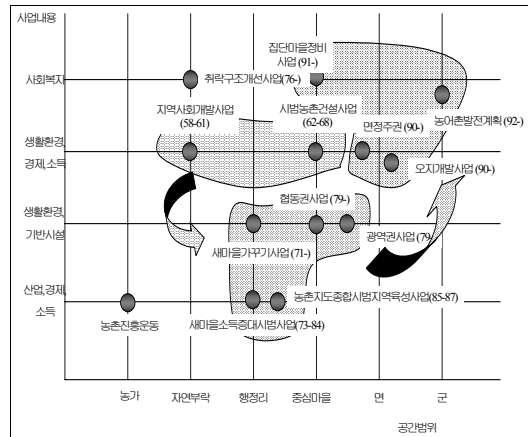 사업내용
집단마을정비
사업(91-)
사회복지
취락구조개선사업(76-)
지역사회개발사업
(58-61)
시범농촌건설사업
(62-68)
면정주권(90-)
농어촌발전계획(92-)
생활환경,
경제,소득
오지개발사업(90-)
협동권사업(79-)
생활환경,
기반시설
새마을가꾸기사업
(71-)
광역권사업(79-
산업,경제,
소득
농촌진흥운동
새마을소득증대시범사업(73-84)
농촌지도종합시범지역육성사업(85-87)
농가
자연부락
행정리
중심마을
면
군
공간범위